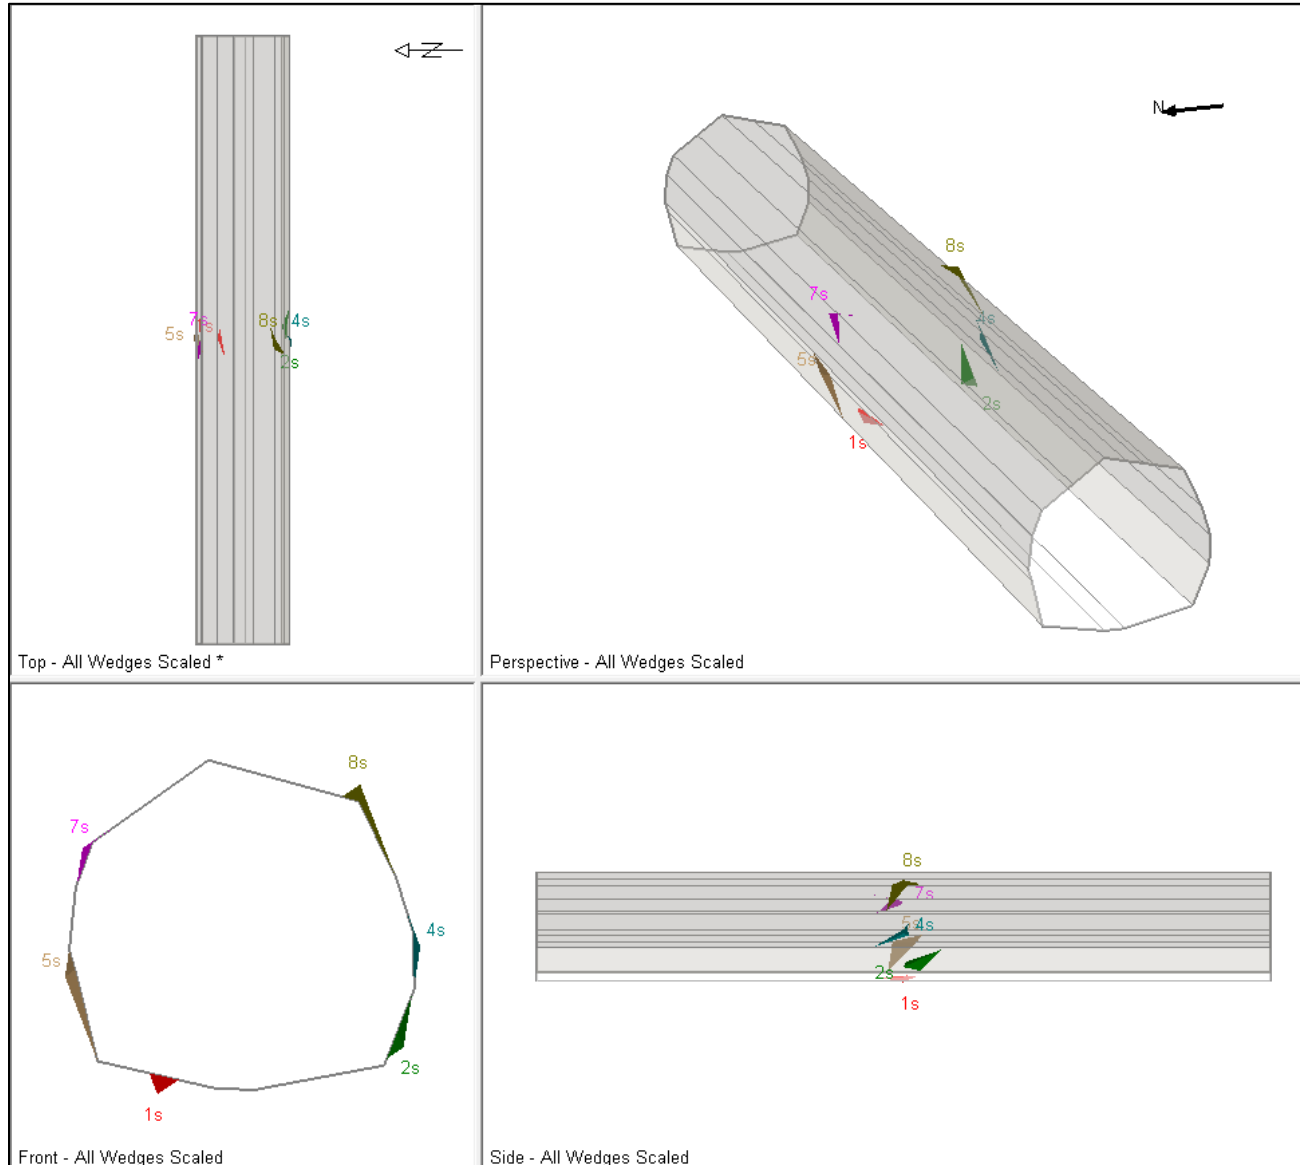 N
8s
7s
5s
4s
2s
7s
5s
8s
4s
2s
1s
Top - All Wedges Scaled *
Perspective - All Wedges Scaled
8s
7s
4s
5s
2s
1s
8s
7s
4s
2s
1s
Front - All Wedges Scaled
Side - All Wedges Scaled